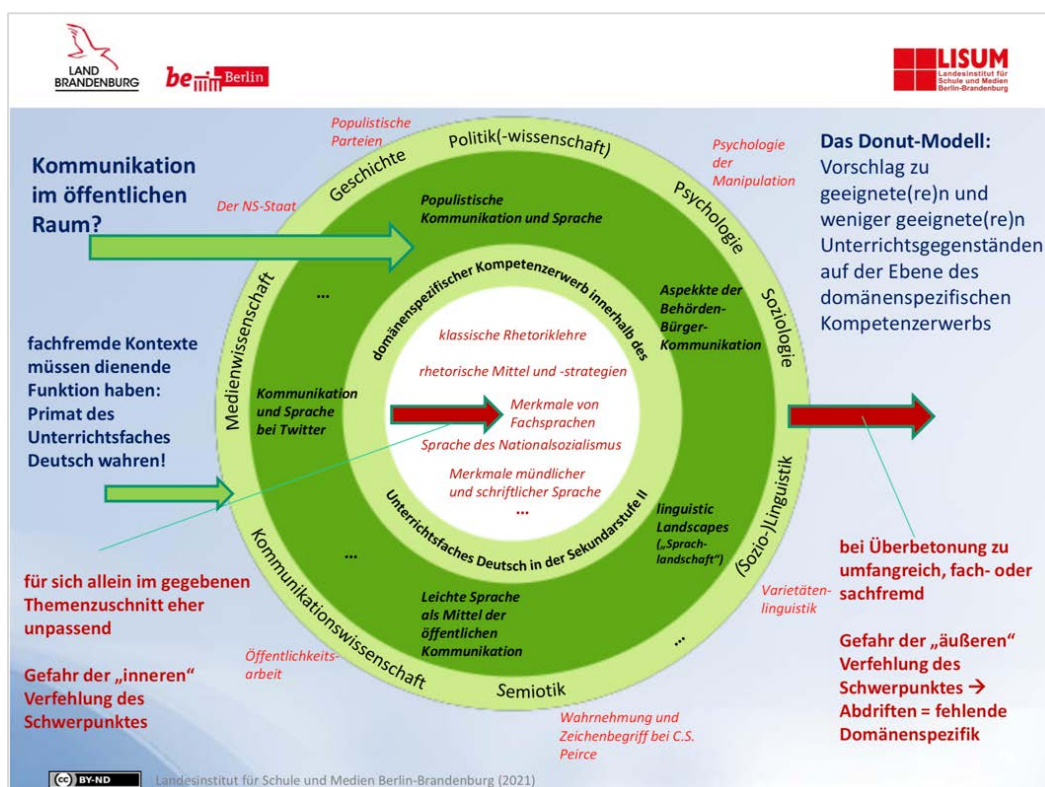 LAND
BRANDENBURG
be Berlin
LISUM
Landesinstitut für
Schule und Medien
Berlin-Brandenburg
Kommunikation
im öffentlichen
Raum?
fachfremde Kontexte
müssen dienende
Funktion haben:
Primat des
Unterrichtsfaches
Deutsch wahren!
für sich allein im gegebenen
Themenzuschnitt eher
unpassend
Gefahr der „inneren“
Verfehlung des
Schwerpunktes
Populistische
Parteien
Der NS-Staat
Psychologie
der
Manipulation
Varietäten-
linguistik
Wahrnehmung und
Zeichenbegriff bei C.S.
Peirce
Öffentlichkeits-
arbeit
Medienwissenschaft
Geschichte
Politik(-wissenschaft)
Psychologie
Soziologie
(Sozio-)Linguistik
Semiotik
Kommunikationswissenschaft
Populistische
Kommunikation und Sprache
...
Aspekkte der
Behörden-
Bürger-
Kommunikation
Kommunikation
und Sprache
bei Twitter
linguistic
Landscapes
(„Sprach-
landschaft“)
...
Leichte Sprache
als Mittel der
öffentlichen
Kommunikation
...
domänenspezifischer Kompetenzerwerb innerhalb des
Unterrichtsfaches Deutsch in der Sekundarstufe II
klassische Rhetoriklehre
rhetorische Mittel und -strategien
Merkmale von
Fachsprachen
Sprache des Nationalsozialismus
Merkmale mündlicher
und schriftlicher Sprache
...
Das Donut-Modell:
Vorschlag zu
geeignete(re)n und
weniger geeignete(re)n
Unterrichtsgegenständen
auf der Ebene des
domänenspezifischen
Kompetenzerwerbs
bei Überbetonung zu
umfangreich, fach- oder
sachfremd
Gefahr der „äußeren“
Verfehlung des
Schwerpunktes →
Abdriften = fehlende
Domänenspezifik
cc BY-ND
Landesinstitut für Schule und Medien Berlin-Brandenburg (2021)